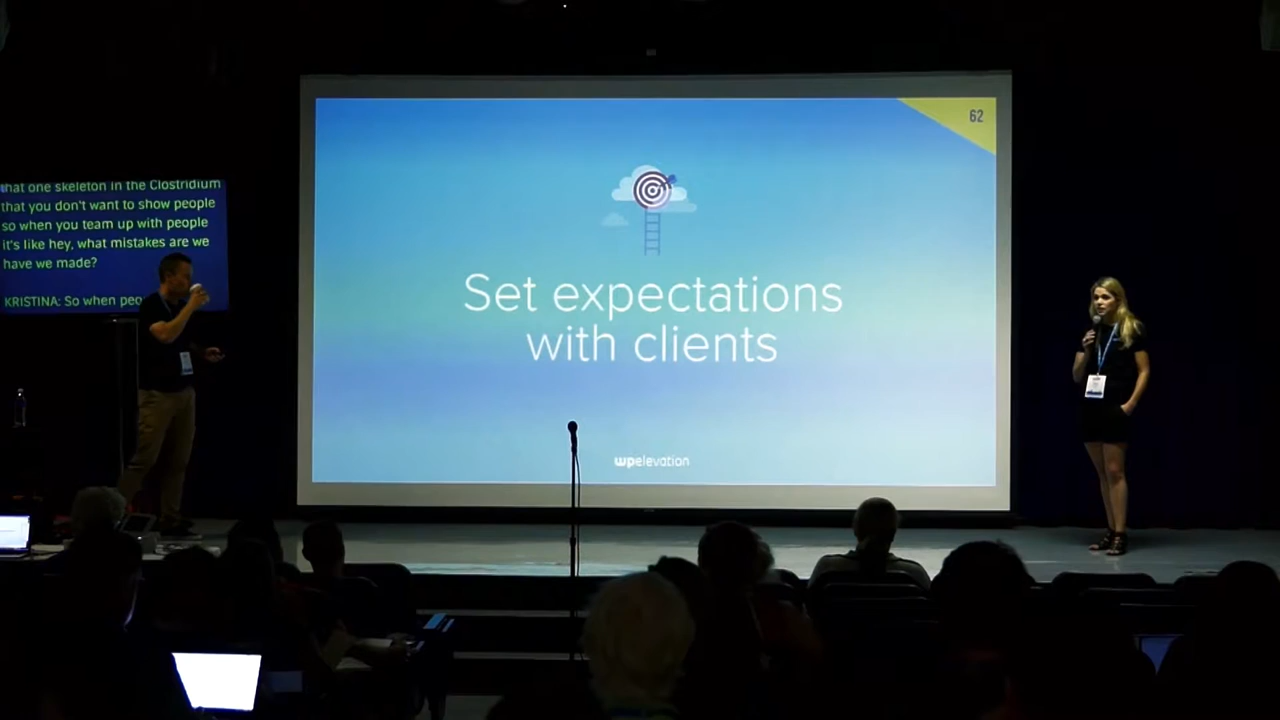 that one skeleton in the Clostridium
that you don't want to show people
so when you team up with people
it's like hey, what mistakes are we
have we made?
KRISTINA: So when peo
62
Set expectations
with clients
wpelevation